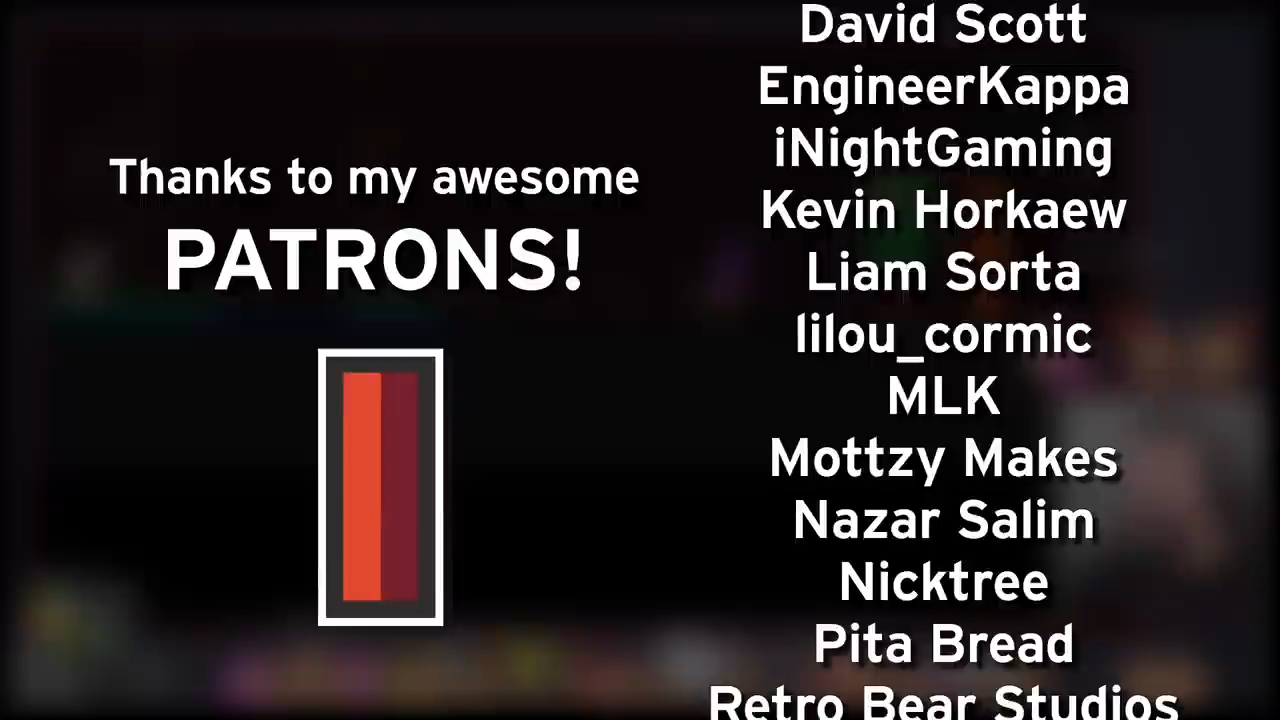 Thanks to my awesome
PATRONS!
David Scott
EngineerKappa
iNightGaming
Kevin Horkaew
Liam Sorta
lilou_cormic
MLK
Mottzy Makes
Nazar Salim
Nicktree
Pita Bread
Retro Bear Studios